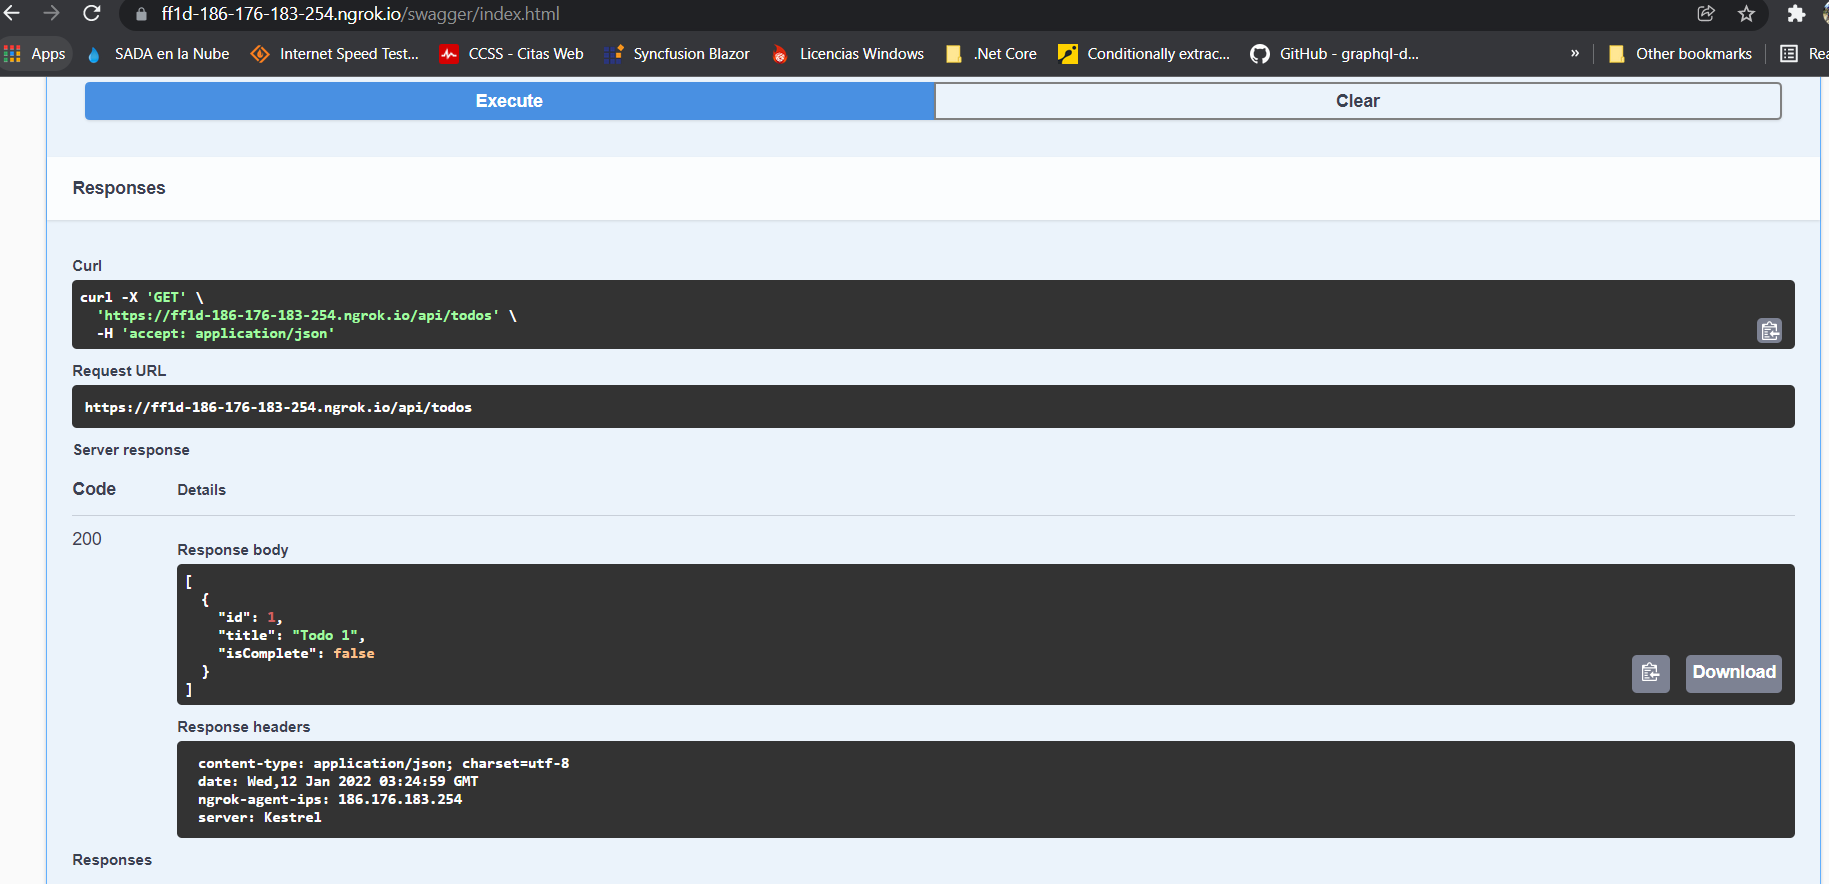 ff1d-186-176-183-254.ngrok.io/swagger/index.html
Apps SADA en la Nube Internet Speed Test... CCSS - Citas Web Syncfusion Blazor Licencias Windows .Net Core Conditionally extrac... GitHub - graphql-d... » Other bookmarks
Execute Clear
Responses
Curl
curl -X 'GET' \
'https://ff1d-186-176-183-254.ngrok.io/api/todos' \
-H 'accept: application/json'
Request URL
https://ff1d-186-176-183-254.ngrok.io/api/todos
Server response
Code Details
200
Response body
[
{
"id": 1,
"title": "Todo 1",
"isComplete": false
}
]
Download
Response headers
content-type: application/json; charset=utf-8
date: Wed,12 Jan 2022 03:24:59 GMT
ngrok-agent-ips: 186.176.183.254
server: Kestrel
Responses